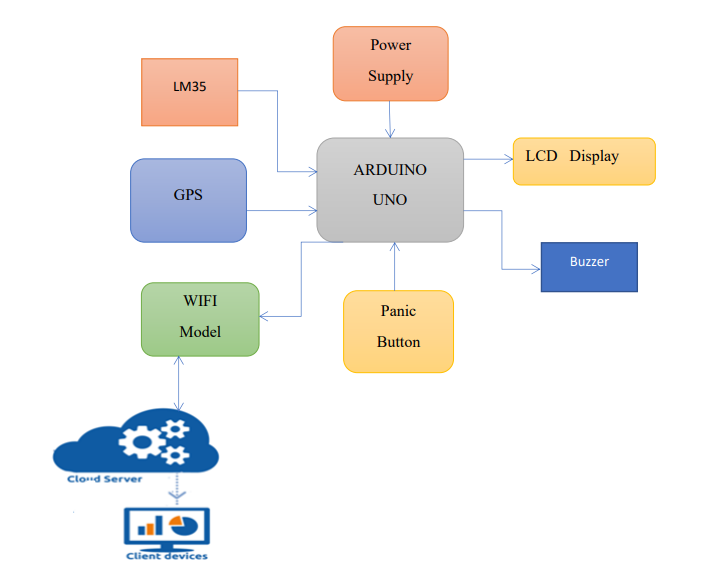 Power
Supply
LM35
ARDUINO
UNO
LCD Display
GPS
Buzzer
WIFI
Model
Panic
Button
Cloud Server
Client devices